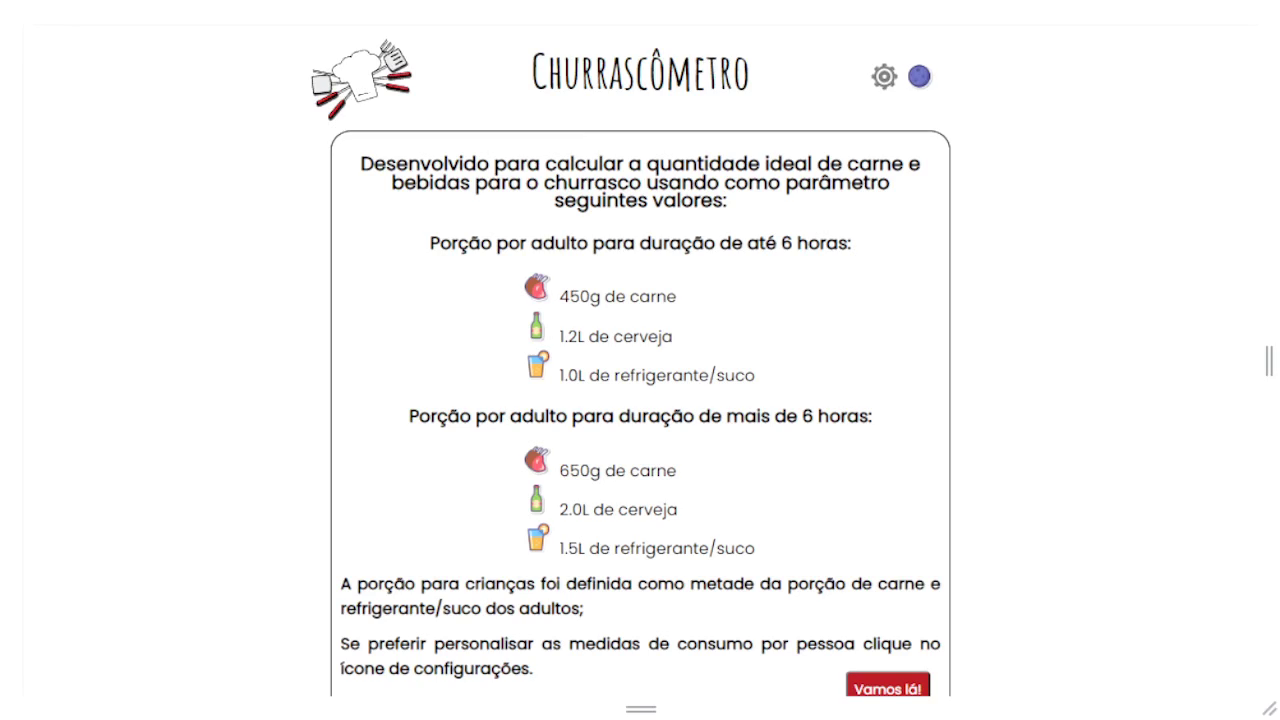 CHURRASCÔMETRO
Desenvolvido para calcular a quantidade ideal de carne e
bebidas para o churrasco usando como parâmetro
seguintes valores:
Porção por adulto para duração de até 6 horas:
450g de carne
1.2L de cerveja
1.0L de refrigerante/suco
Porção por adulto para duração de mais de 6 horas:
650g de carne
2.0L de cerveja
1.5L de refrigerante/suco
A porção para crianças foi definida como metade da porção de carne e
refrigerante/suco dos adultos;
Se preferir personalisar as medidas de consumo por pessoa clique no
ícone de configurações.
Vamos lá!